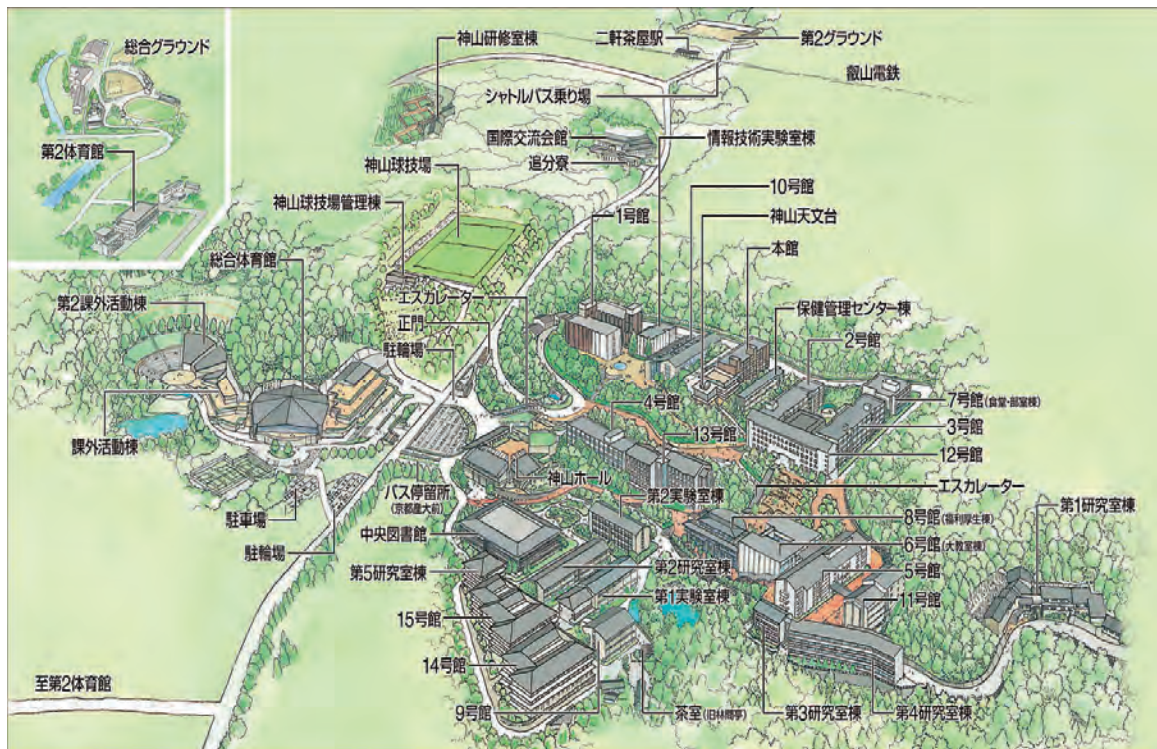 総合グラウンド
第2体育館
神山研修室棟
二軒茶屋駅
第2グラウンド
叡山電鉄
シャトルバス乗り場
国際交流会館
情報技術実験室棟
追分寮
神山球技場
10号館
神山球技場管理棟
1号館
神山天文台
本館
総合体育館
エスカレーター
保健管理センター棟
第2課外活動棟
正門
2号館
駐輪場
7号館(食堂・部室棟)
4号館
3号館
13号館
課外活動棟
12号館
神山ホール
エスカレーター
バス停留所
(京都産大前)
第2実験室棟
第1研究室棟
駐車場
8号館(福利厚生棟)
中央図書館
6号館(大教室棟)
駐輪場
第5研究室棟
第2研究室棟
5号館
第1実験室棟
11号館
15号館
14号館
至第2体育館
9号館
茶室(旧林間亭)
第3研究室棟
第4研究室棟